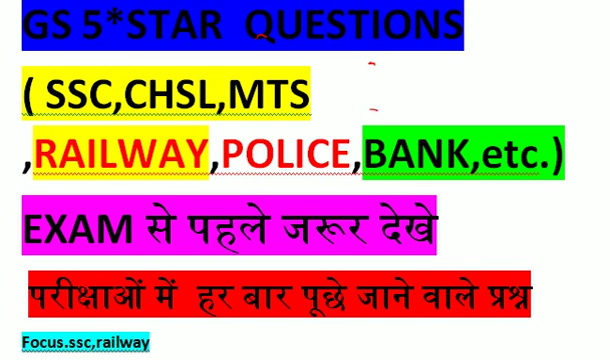 GS 5*STAR QUESTIONS
( SSC,CHSL,MTS
,RAILWAY,POLICE,BANK,etc.)
EXAM से पहले जरूर देखे
परीक्षाओं में हर बार पूछे जाने वाले प्रश्न
Focus.ssc,railway